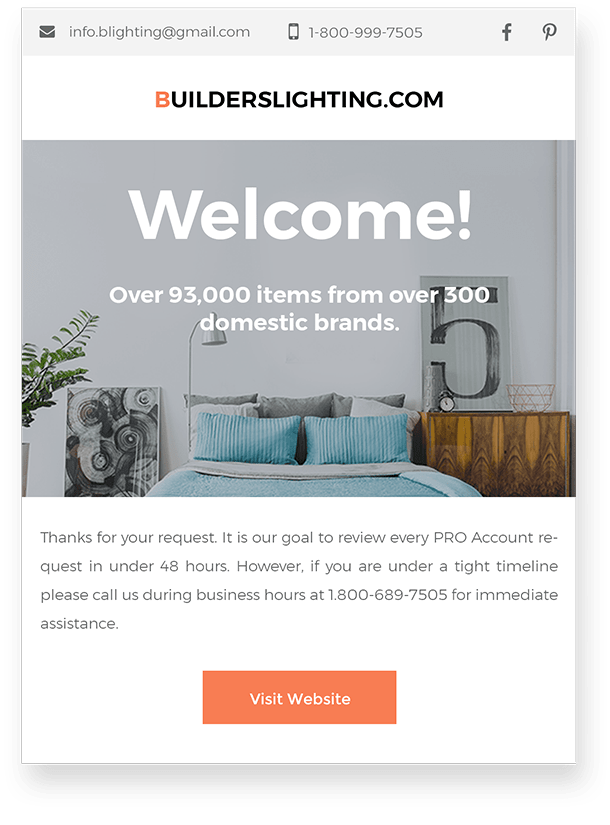 info.blighting@gmail.com 1-800-999-7505
BUILDERSLIGHTING.COM
Welcome!
Over 93,000 items from over 300
domestic brands.
5
Thanks for your request. It is our goal to review every PRO Account re-
quest in under 48 hours. However, if you are under a tight timeline
please call us during business hours at 1.800-689-7505 for immediate
assistance.
Visit Website